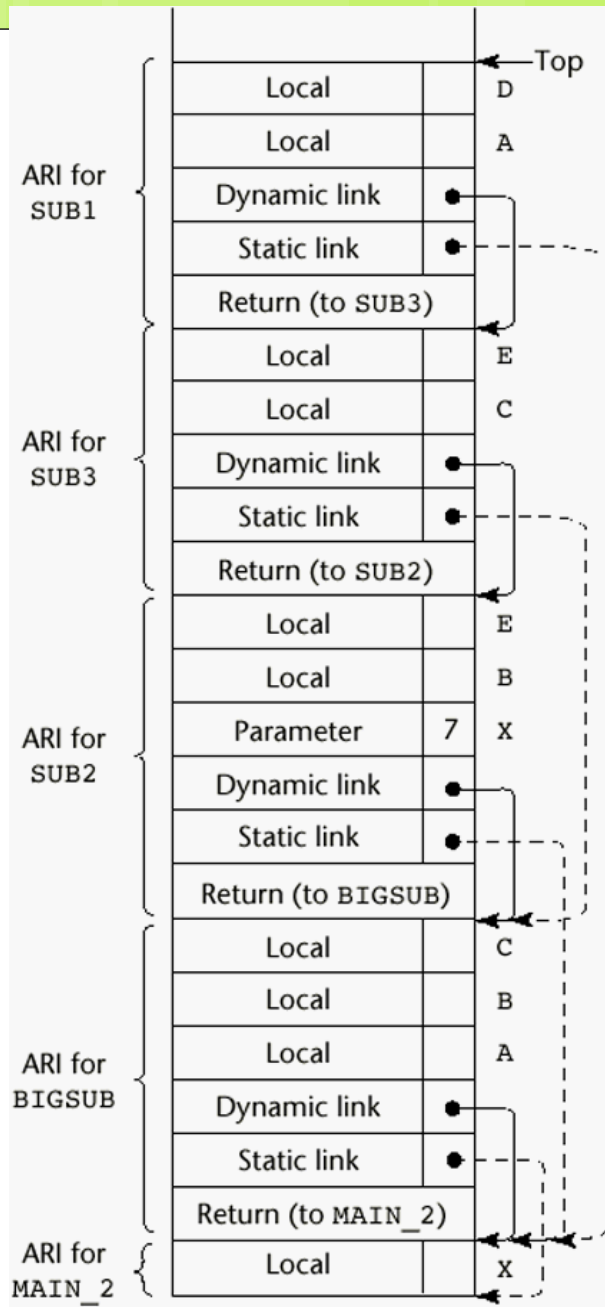 Top
Local D
Local A
ARI for
SUB1
Dynamic link
Static link
Return (to SUB3)
Local E
Local C
ARI for
SUB3
Dynamic link
Static link
Return (to SUB2)
Local E
Local B
Parameter 7 X
ARI for
SUB2
Dynamic link
Static link
Return (to BIGSUB)
Local C
Local B
Local A
ARI for
BIGSUB
Dynamic link
Static link
Return (to MAIN_2)
ARI for
MAIN_2
Local X